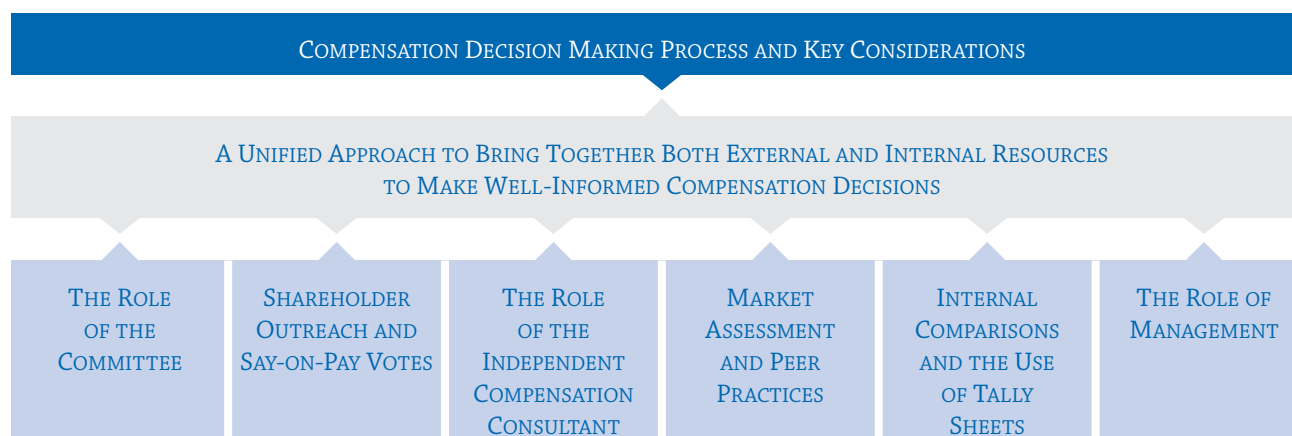 COMPENSATION DECISION MAKING PROCESS AND KEY CONSIDERATIONS
A UNIFIED APPROACH TO BRING TOGETHER BOTH EXTERNAL AND INTERNAL RESOURCES
TO MAKE WELL-INFORMED COMPENSATION DECISIONS
THE ROLE
OF THE
COMMITTEE
SHAREHOLDER
OUTREACH AND
SAY-ON-PAY VOTES
THE ROLE
OF THE
INDEPENDENT
COMPENSATION
CONSULTANT
MARKET
ASSESSMENT
AND PEER
PRACTICES
INTERNAL
COMPARISONS
AND THE USE
OF TALLY
SHEETS
THE ROLE OF
MANAGEMENT